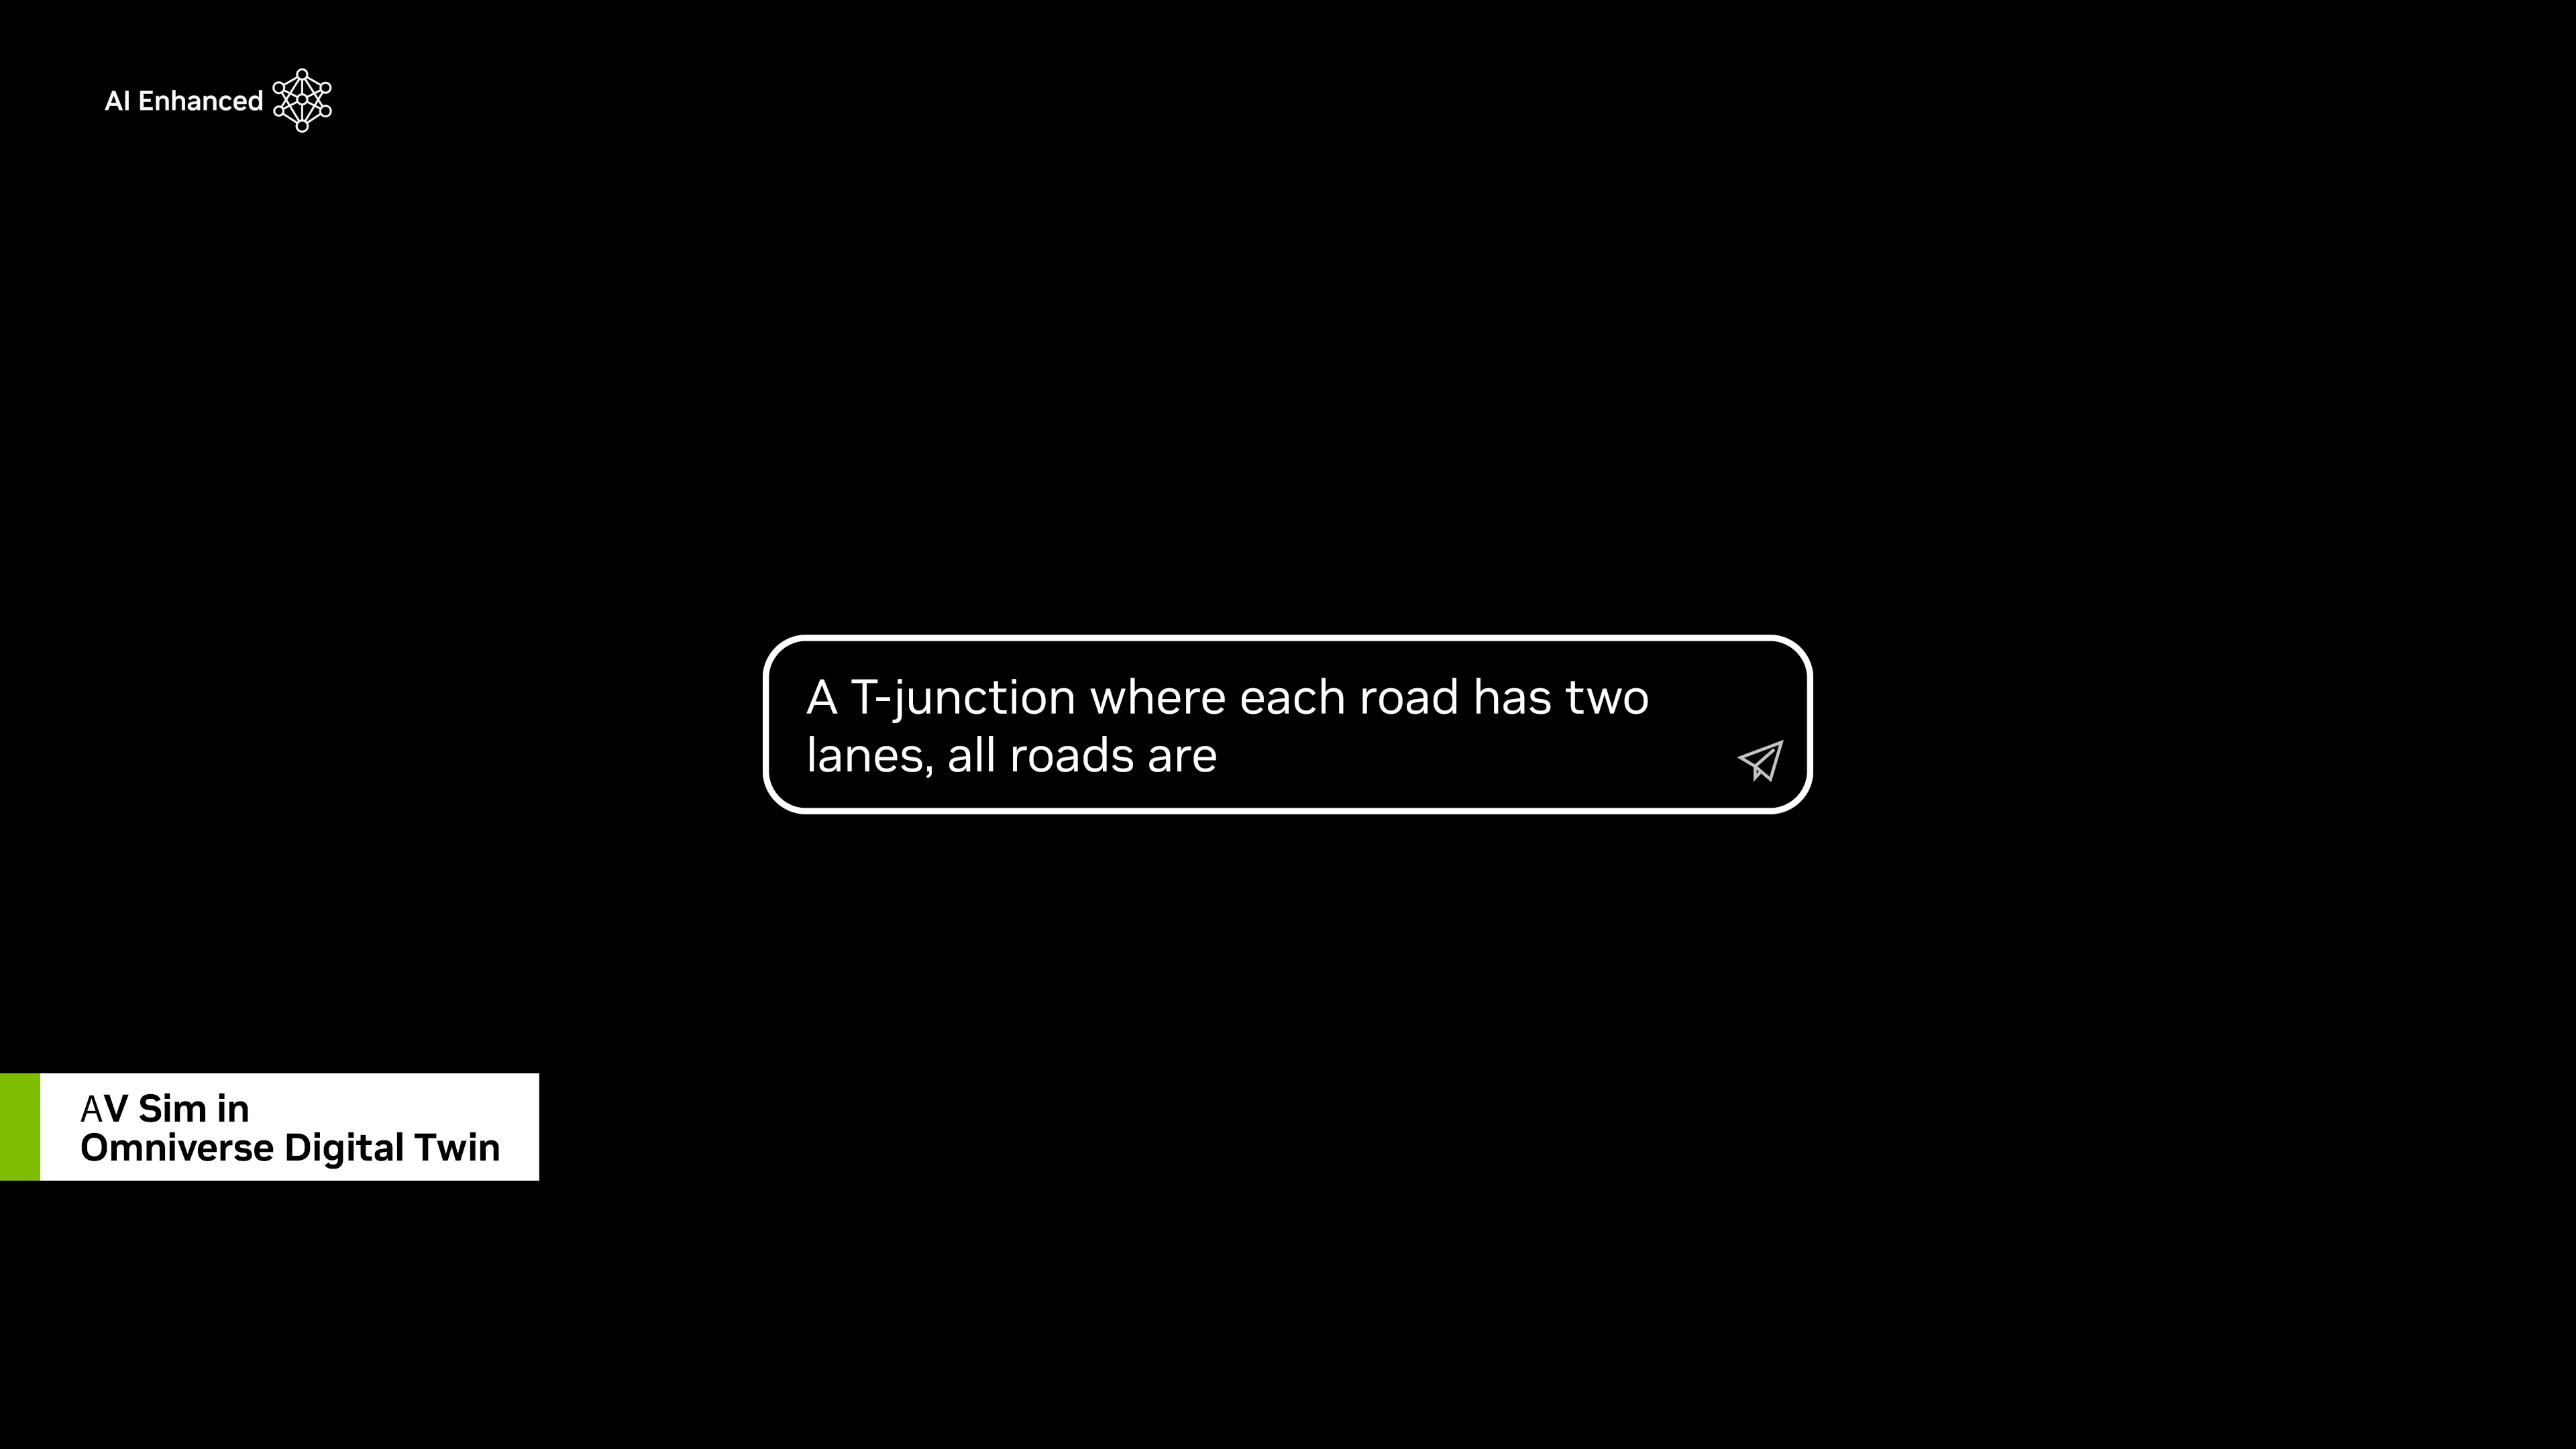 AI Enhanced
A T-junction where each road has two
lanes, all roads are
AV Sim in
Omniverse Digital Twin